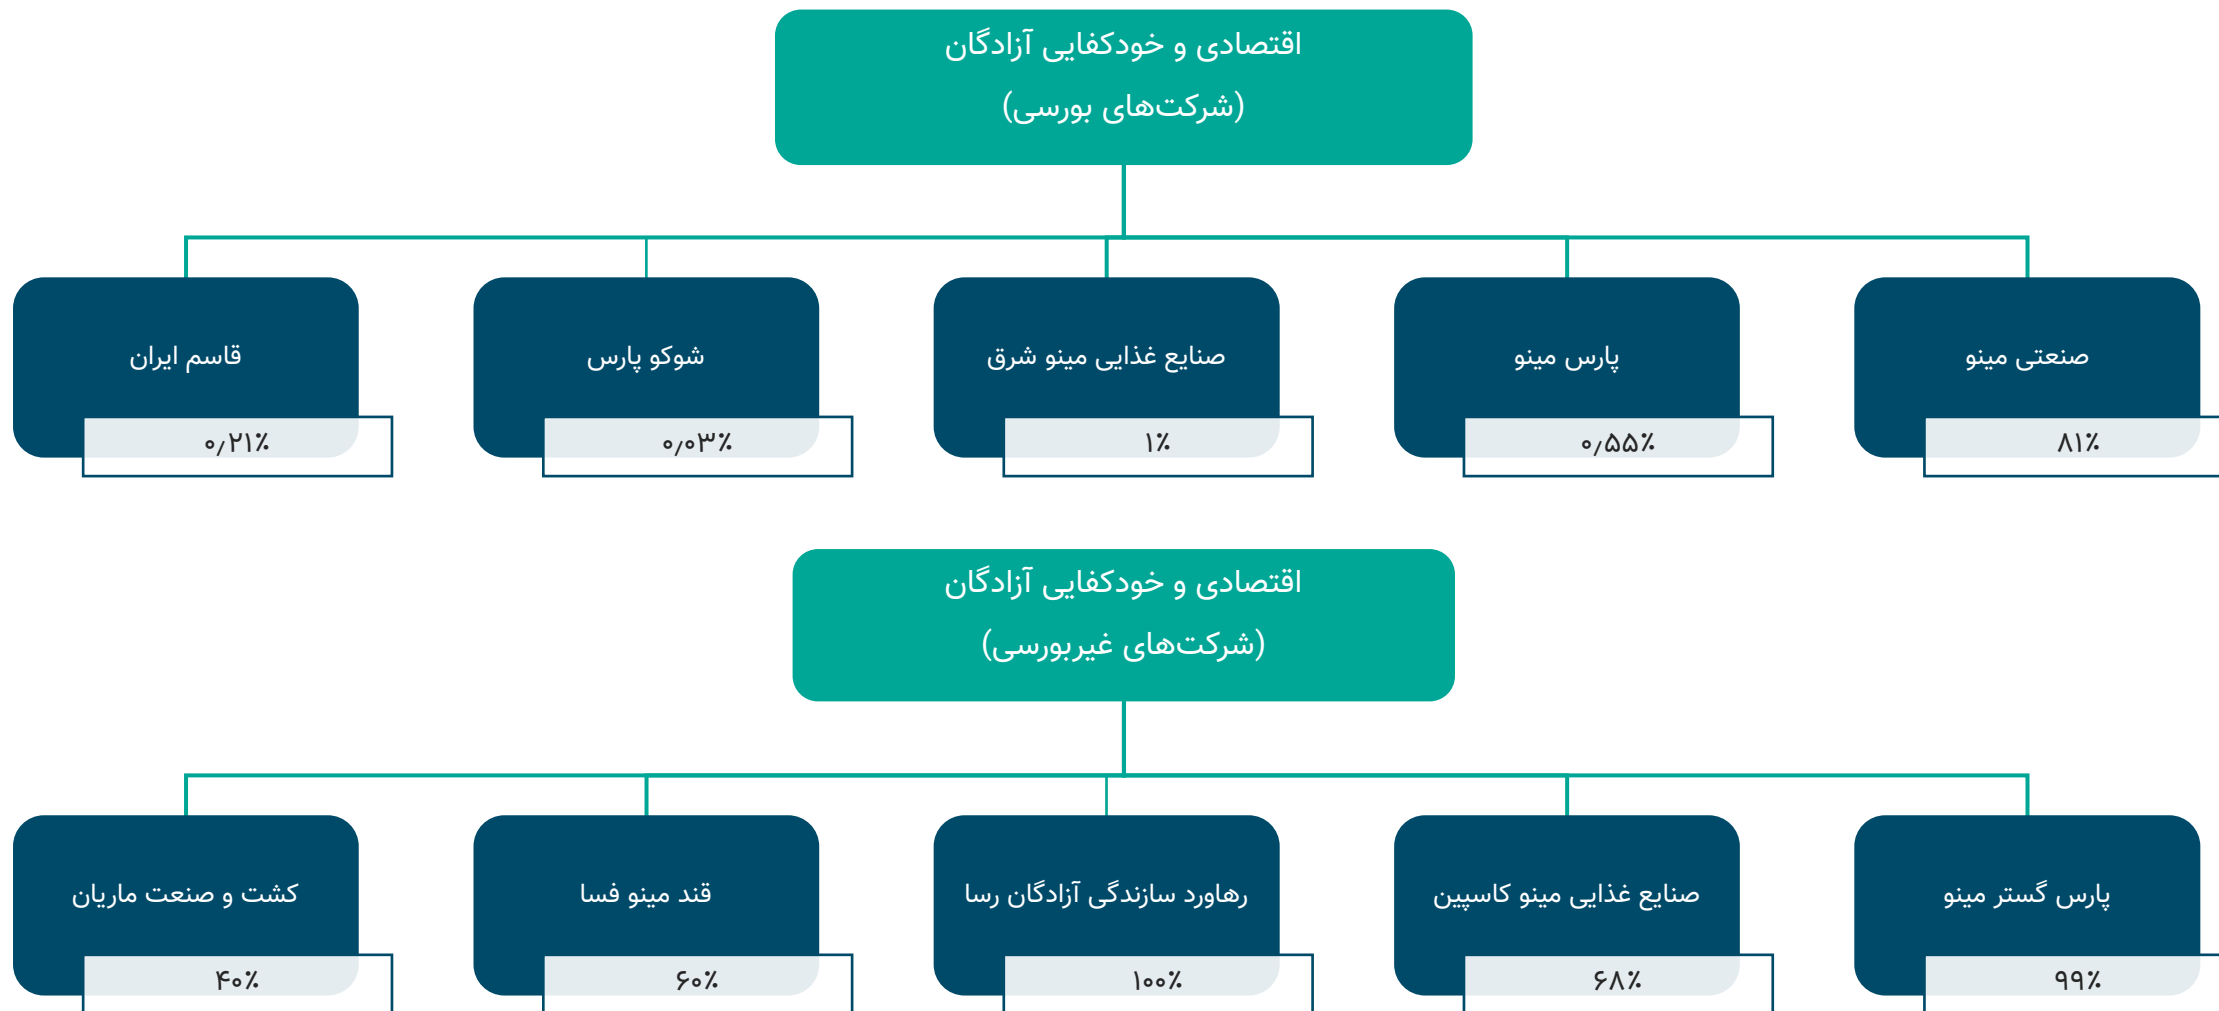 اقتصادی و خودکفایی آزادگان
(شرکت‌های بورسی)
صنعتی مینو
۸۱٪
پارس مینو
۰٫۵۵٪
صنایع غذایی مینو شرق
۱٪
شوکو پارس
۰٫۰۳٪
قاسم ایران
۰٫۲۱٪
اقتصادی و خودکفایی آزادگان
(شرکت‌های غیربورسی)
پارس گستر مینو
۹۹٪
صنایع غذایی مینو کاسپین
۶۸٪
رهاورد سازندگی آزادگان رسا
۱۰۰٪
قند مینو فسا
۶۰٪
کشت و صنعت ماریان
۴۰٪